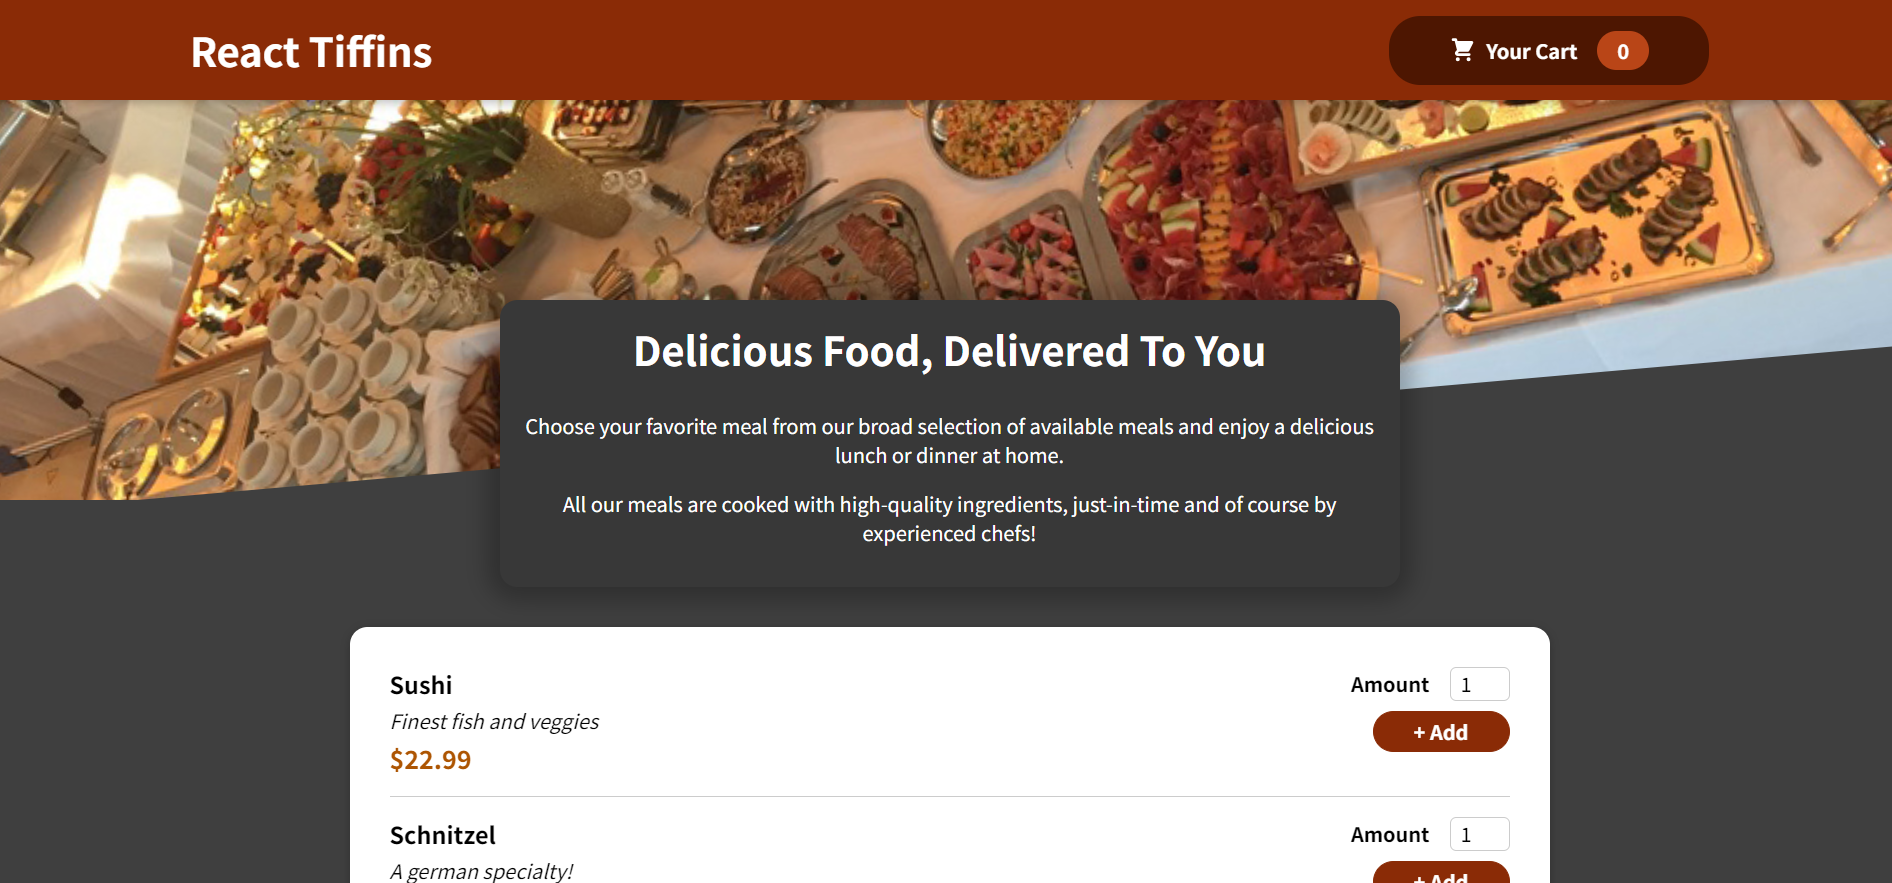 React Tiffins
Your Cart 0
Delicious Food, Delivered To You
Choose your favorite meal from our broad selection of available meals and enjoy a delicious
lunch or dinner at home.
All our meals are cooked with high-quality ingredients, just-in-time and of course by
experienced chefs!
Sushi
Amount 1
Finest fish and veggies
+ Add
$22.99
Schnitzel
Amount 1
A german specialty!
+ Add